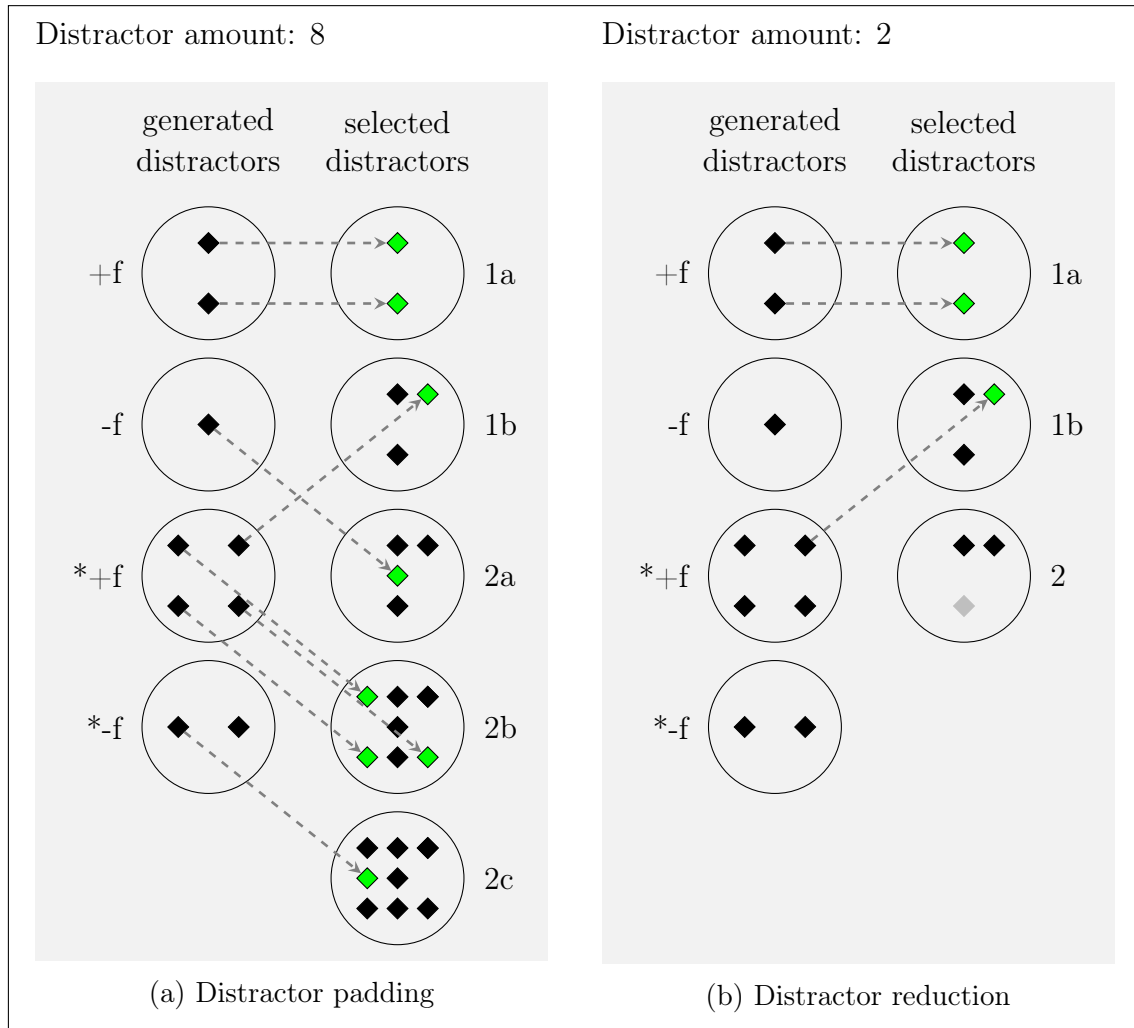 Distractor amount: 8
generated
distractors
selected
distractors
+f
1a
-f
1b
*+f
2a
*-f
2b
2c
(a) Distractor padding
Distractor amount: 2
generated
distractors
selected
distractors
+f
1a
-f
1b
*+f
2
*-f
(b) Distractor reduction